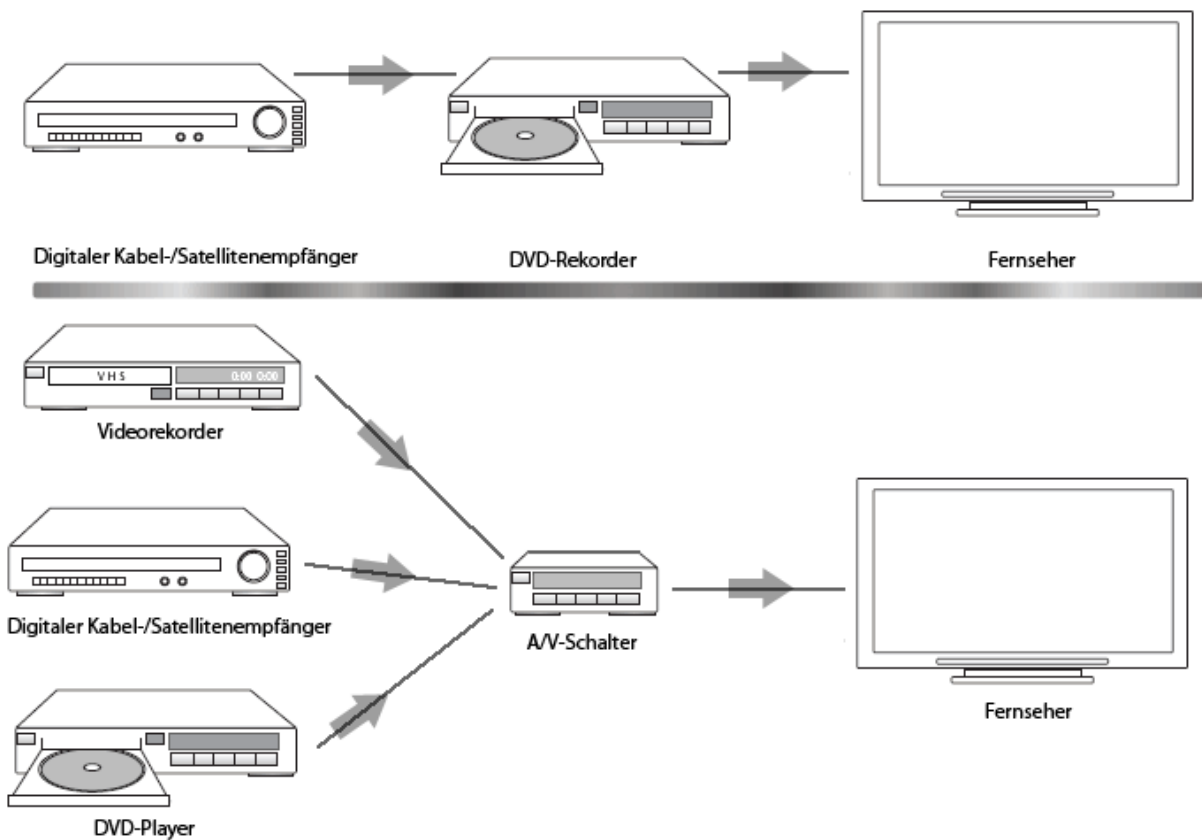 Digitaler Kabel-/Satellitenempfänger
DVD-Rekorder
Fernseher
VHS
0:00 0:00
Videorekorder
Digitaler Kabel-/Satellitenempfänger
A/V-Schalter
Fernseher
DVD-Player